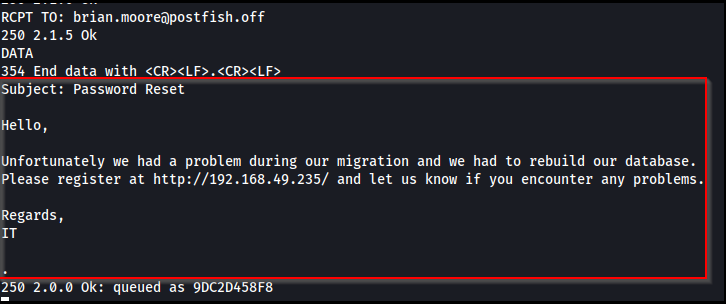 RCPT TO: brian.moore@postfish.off
250 2.1.5 Ok
DATA
354 End data with <CR><LF>.<CR><LF>
Subject: Password Reset
Hello,
Unfortunately we had a problem during our migration and we had to rebuild our database.
Please register at http://192.168.49.235/ and let us know if you encounter any problems.
Regards,
IT
.
250 2.0.0 Ok: queued as 9DC2D458F8